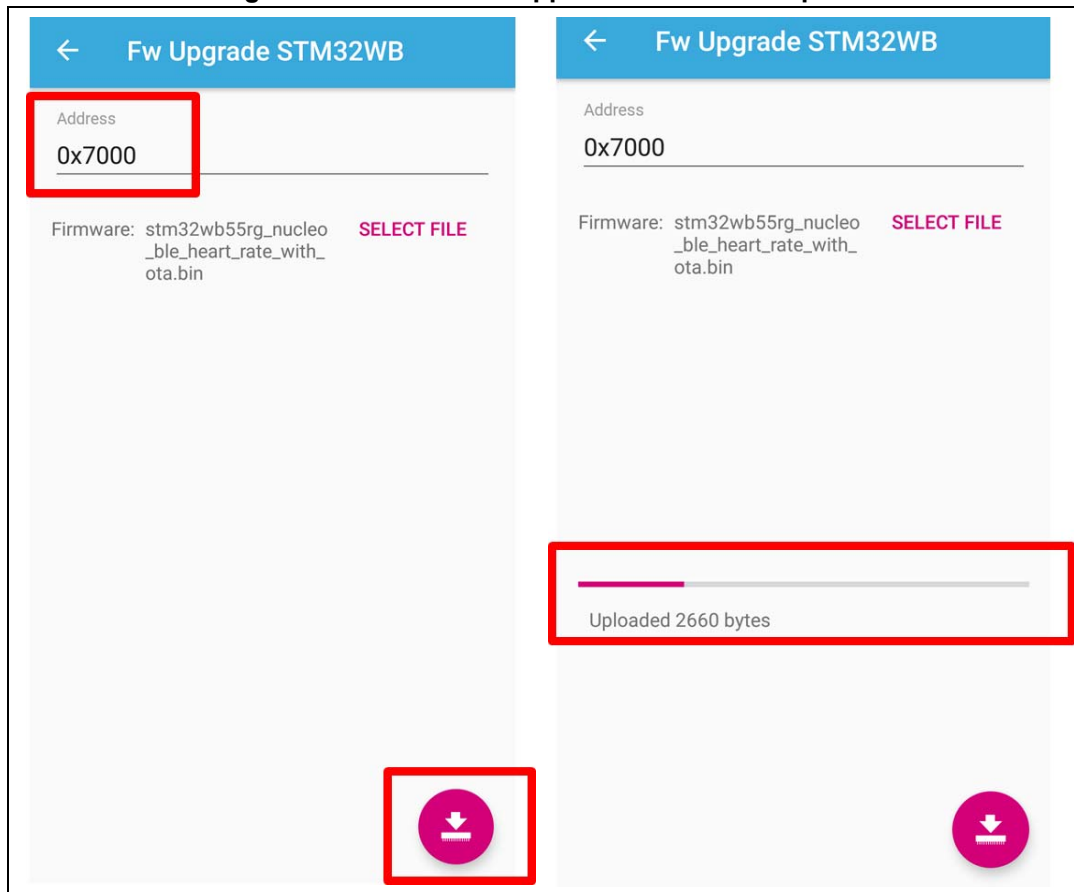 Fw Upgrade STM32WB
Address
0x7000
Firmware: stm32wb55rg_nucleo SELECT FILE
_ble_heart_rate_with_
ota.bin
Fw Upgrade STM32WB
Address
0x7000
Firmware: stm32wb55rg_nucleo SELECT FILE
_ble_heart_rate_with_
ota.bin
Uploaded 2660 bytes